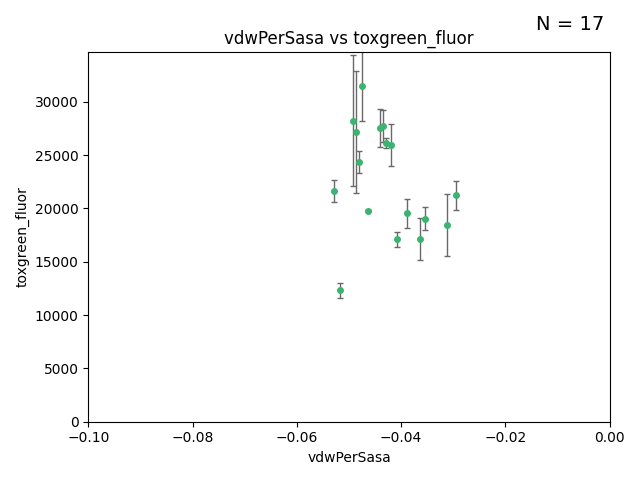 N = 17
vdwPerSasa vs toxgreen_fluor
30000
25000
20000
15000
10000
5000
0
toxgreen_fluor
−0.10 −0.08 −0.06 −0.04 −0.02 0.00
vdwPerSasa